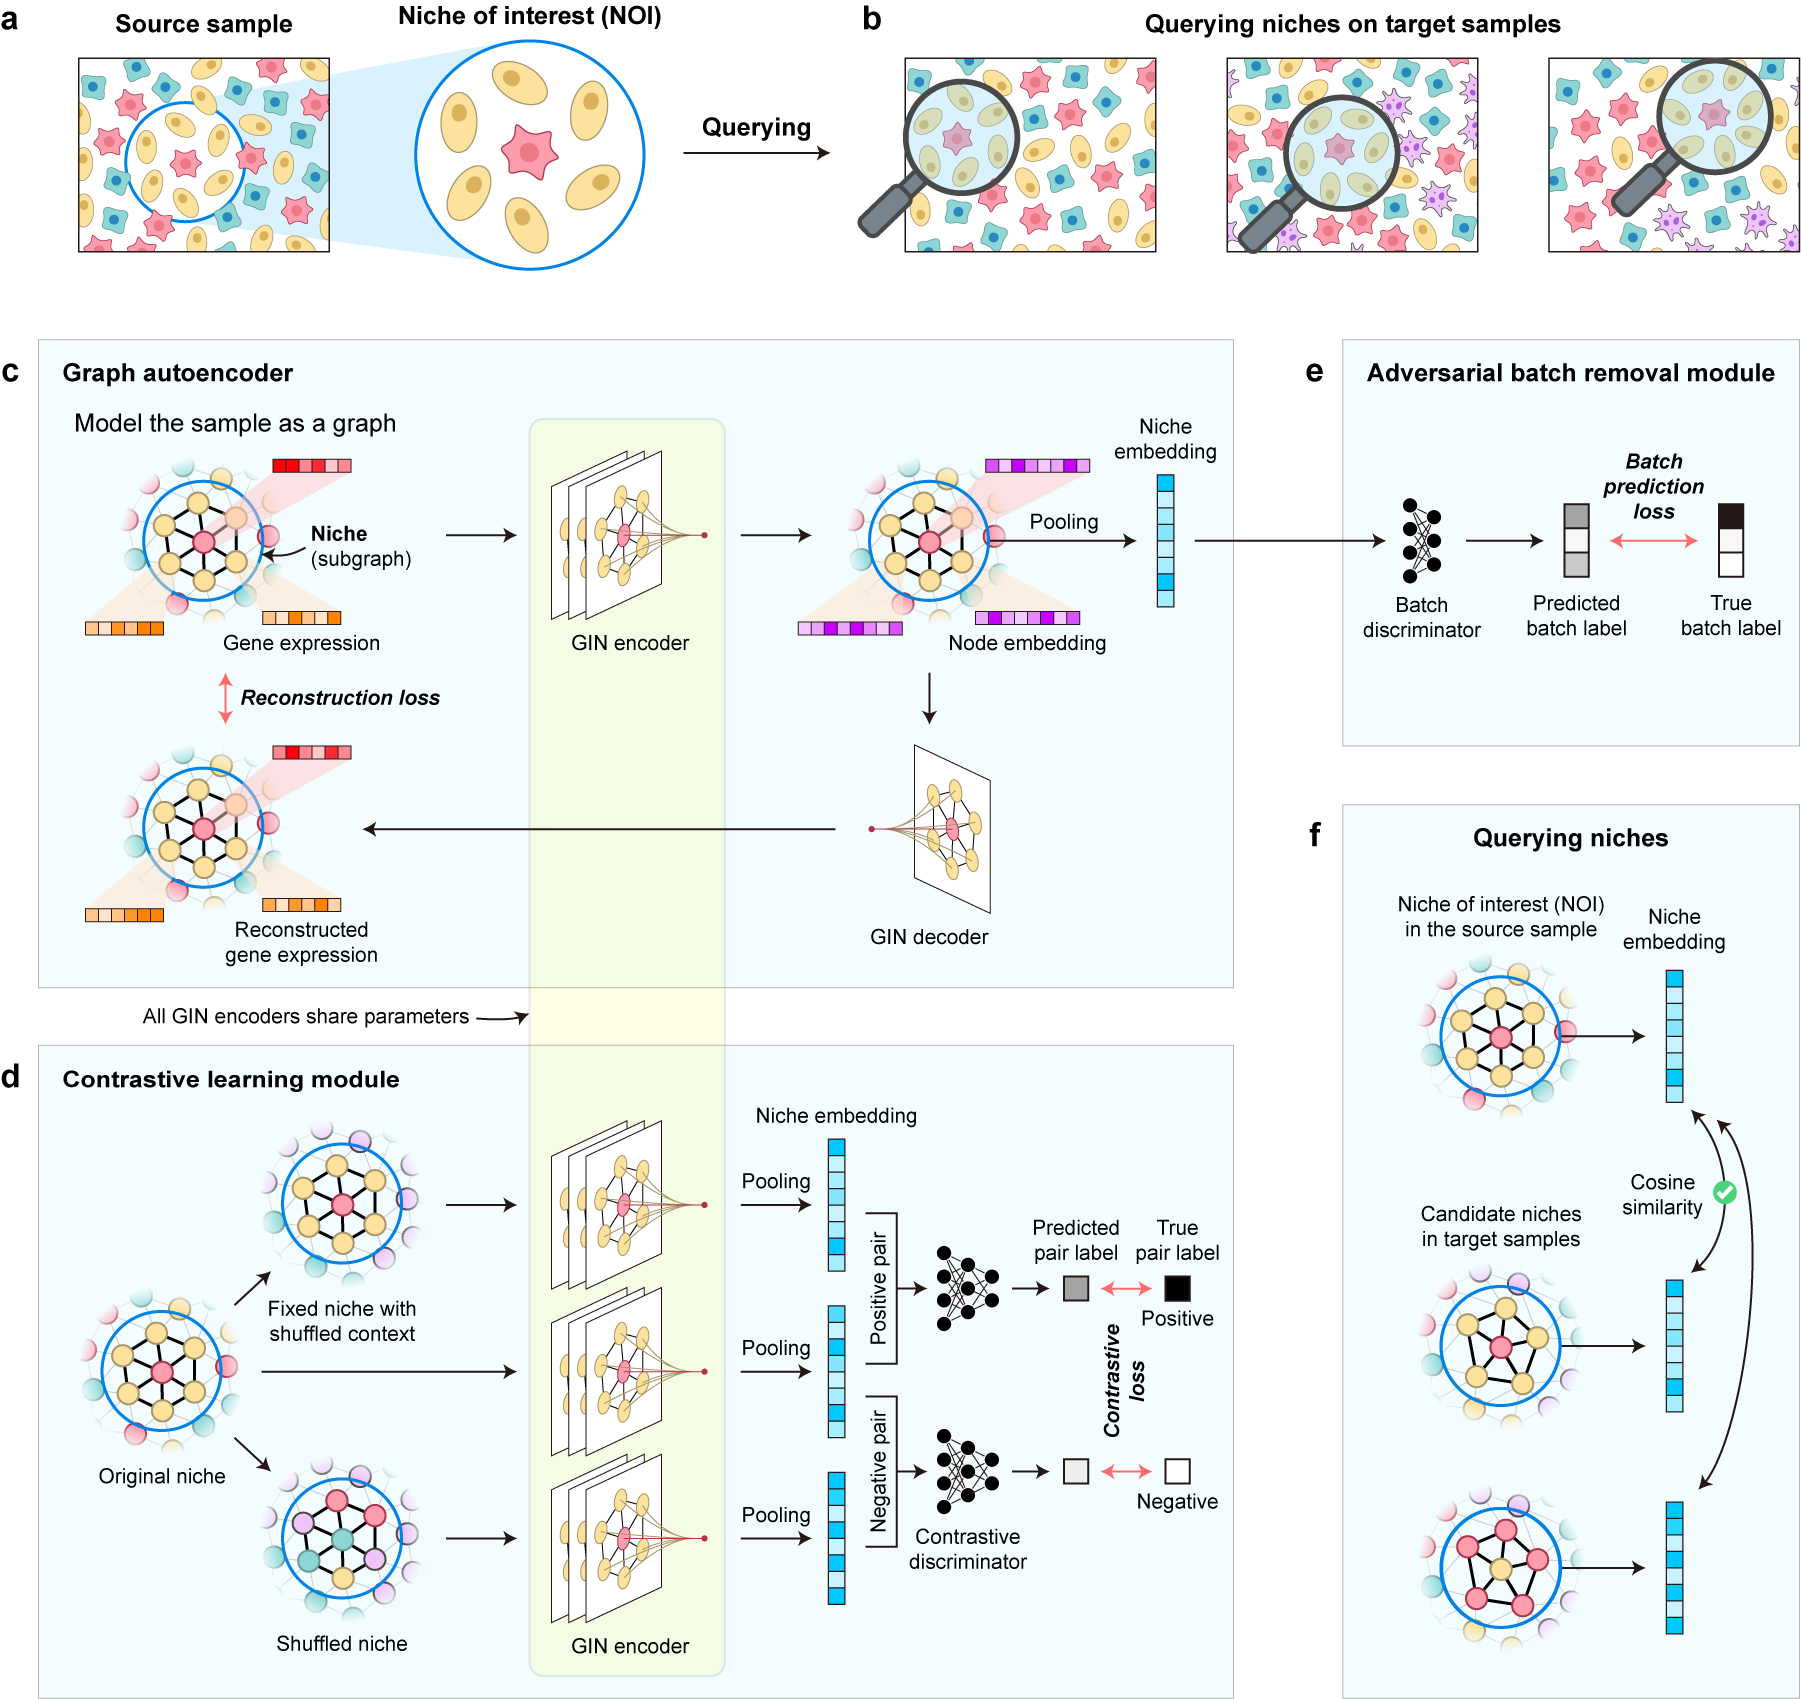 a
Source sample
Niche of interest (NOI)
Querying
b
Querying niches on target samples
c
Graph autoencoder
Model the sample as a graph
Niche
(subgraph)
Gene expression
GIN encoder
Node embedding
Pooling
Niche
embedding
Reconstruction loss
Reconstructed
gene expression
GIN decoder
All GIN encoders share parameters
d
Contrastive learning module
Original niche
Fixed niche with
shuffled context
Shuffled niche
GIN encoder
Niche embedding
Pooling
Pooling
Pooling
Positive pair
Negative pair
Contrastive
discriminator
Predicted
pair label
True
pair label
Positive
Contrastive
loss
Negative
e
Adversarial batch removal module
Batch
discriminator
Predicted
batch label
Batch
prediction
loss
True
batch label
f
Querying niches
Niche of interest (NOI)
in the source sample
Niche
embedding
Cosine
similarity
Candidate niches
in target samples